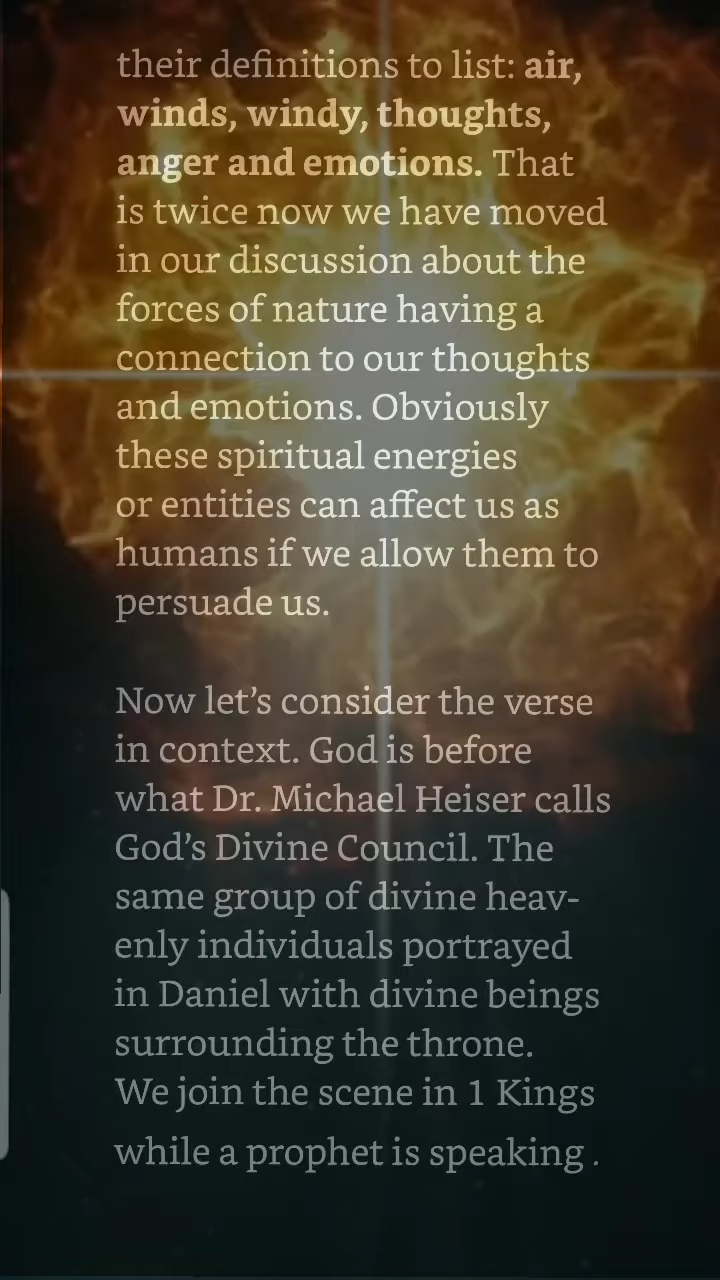 their definitions to list: air,
winds, windy, thoughts,
anger and emotions. That
is twice now we have moved
in our discussion about the
forces of nature having a
connection to our thoughts
and emotions. Obviously
these spiritual energies
or entities can affect us as
humans if we allow them to
persuade us.
Now let’s consider the verse
in context. God is before
what Dr. Michael Heiser calls
God’s Divine Council. The
same group of divine heav-
enly individuals portrayed
in Daniel with divine beings
surrounding the throne.
We join the scene in 1 Kings
while a prophet is speaking .